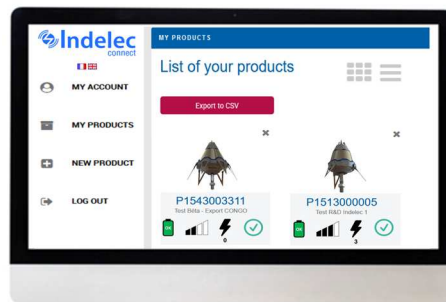 Indelec
connect
MY PRODUCTS
MY ACCOUNT
MY PRODUCTS
NEW PRODUCT
LOG OUT
List of your products
Export to CSV
P1543003311
Test Béta - Export CONGO
OK
0
P1513000005
Test R&D Indelec 1
OK
3